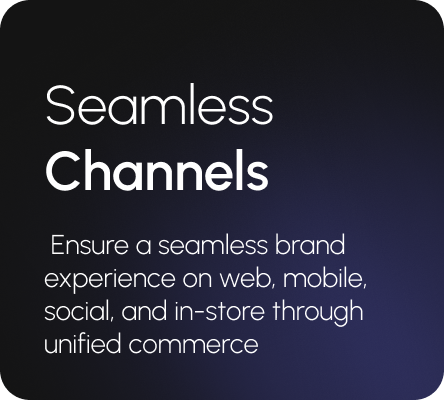 Seamless
Channels
Ensure a seamless brand
experience on web, mobile,
social, and in-store through
unified commerce